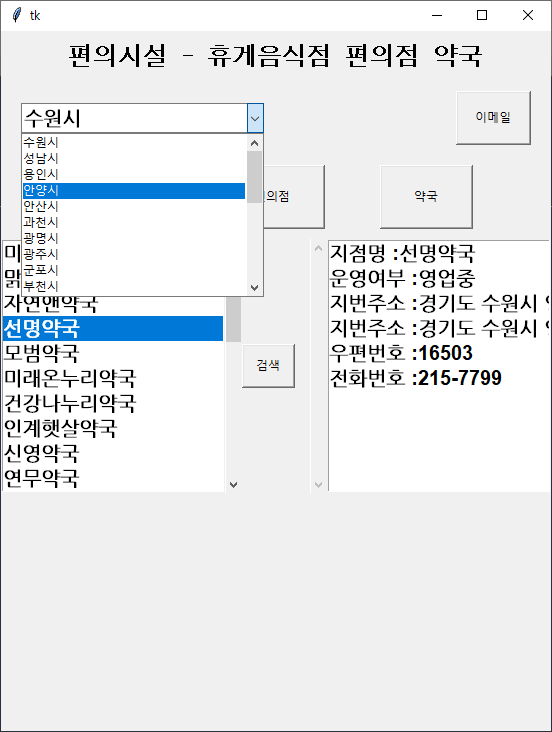 tk
편의시설 - 휴게음식점 편의점 약국
수원시
이메일
수원시
성남시
용인시
안양시
안산시
과천시
광명시
광주시
군포시
부천시
의점
약국
자연앤약국
선명약국
모범약국
미래온누리약국
건강나누리약국
인계햇살약국
신영약국
연무약국
검색
지점명 :선명약국
운영여부 :영업중
지번주소 :경기도 수원시
지번주소 :경기도 수원시
우편번호 :16503
전화번호 :215-7799